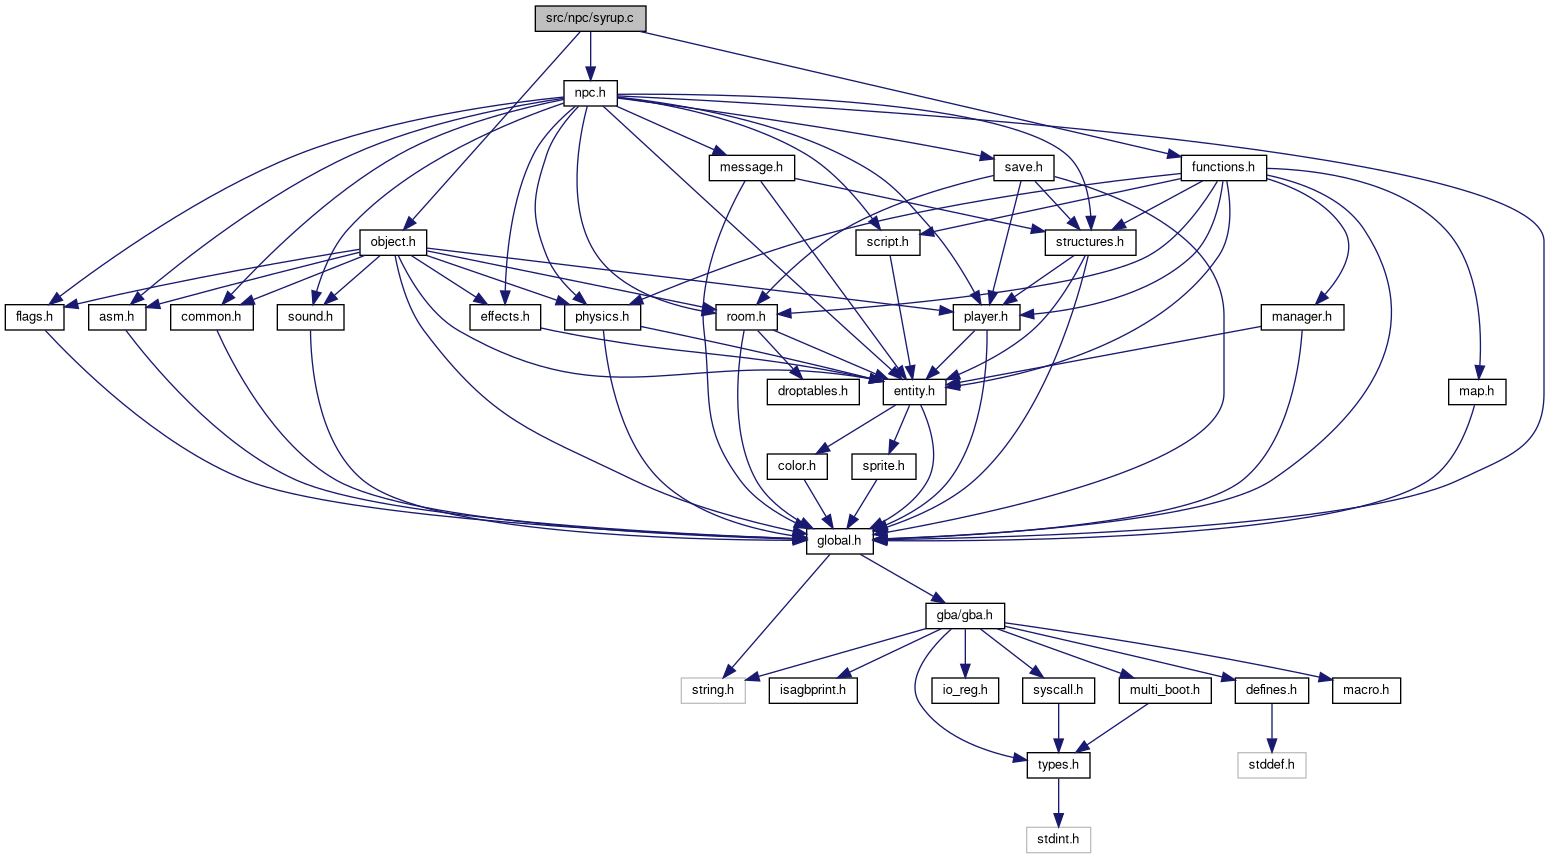 src/npc/syrup.c
npc.h
message.h
save.h
functions.h
object.h
script.h
structures.h
flags.h
asm.h
common.h
sound.h
effects.h
physics.h
room.h
player.h
manager.h
droptables.h
entity.h
map.h
color.h
sprite.h
global.h
gba/gba.h
string.h
isagbprint.h
io_reg.h
syscall.h
multi_boot.h
defines.h
macro.h
types.h
stddef.h
stdint.h